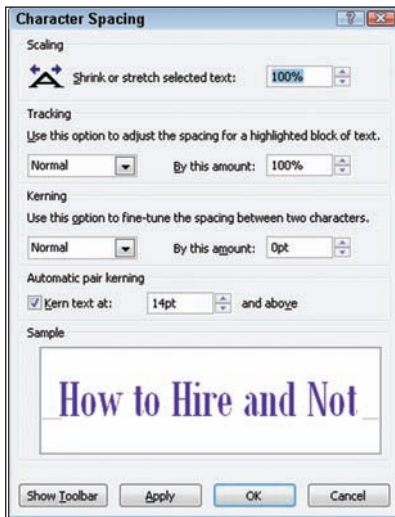 Character Spacing
Scaling
Shrink or stretch selected text: 100%
Tracking
Use this option to adjust the spacing for a highlighted block of text.
Normal By this amount: 100%
Kerning
Use this option to fine-tune the spacing between two characters.
Normal By this amount: 0pt
Automatic pair kerning
Kern text at: 14pt and above
Sample
How to Hire and Not
Show Toolbar Apply OK Cancel